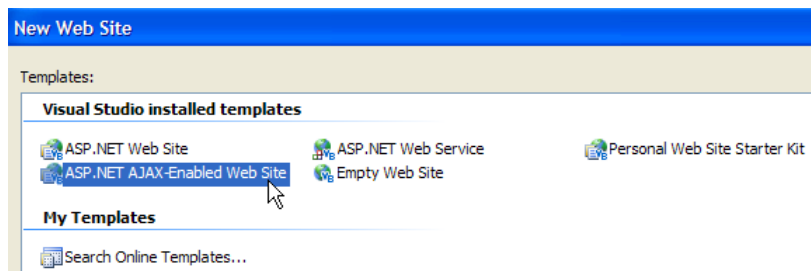 New Web Site
Templates:
Visual Studio installed templates
ASP.NET Web Site ASP.NET Web Service Personal Web Site Starter Kit
ASP.NET AJAX-Enabled Web Site Empty Web Site
My Templates
Search Online Templates...